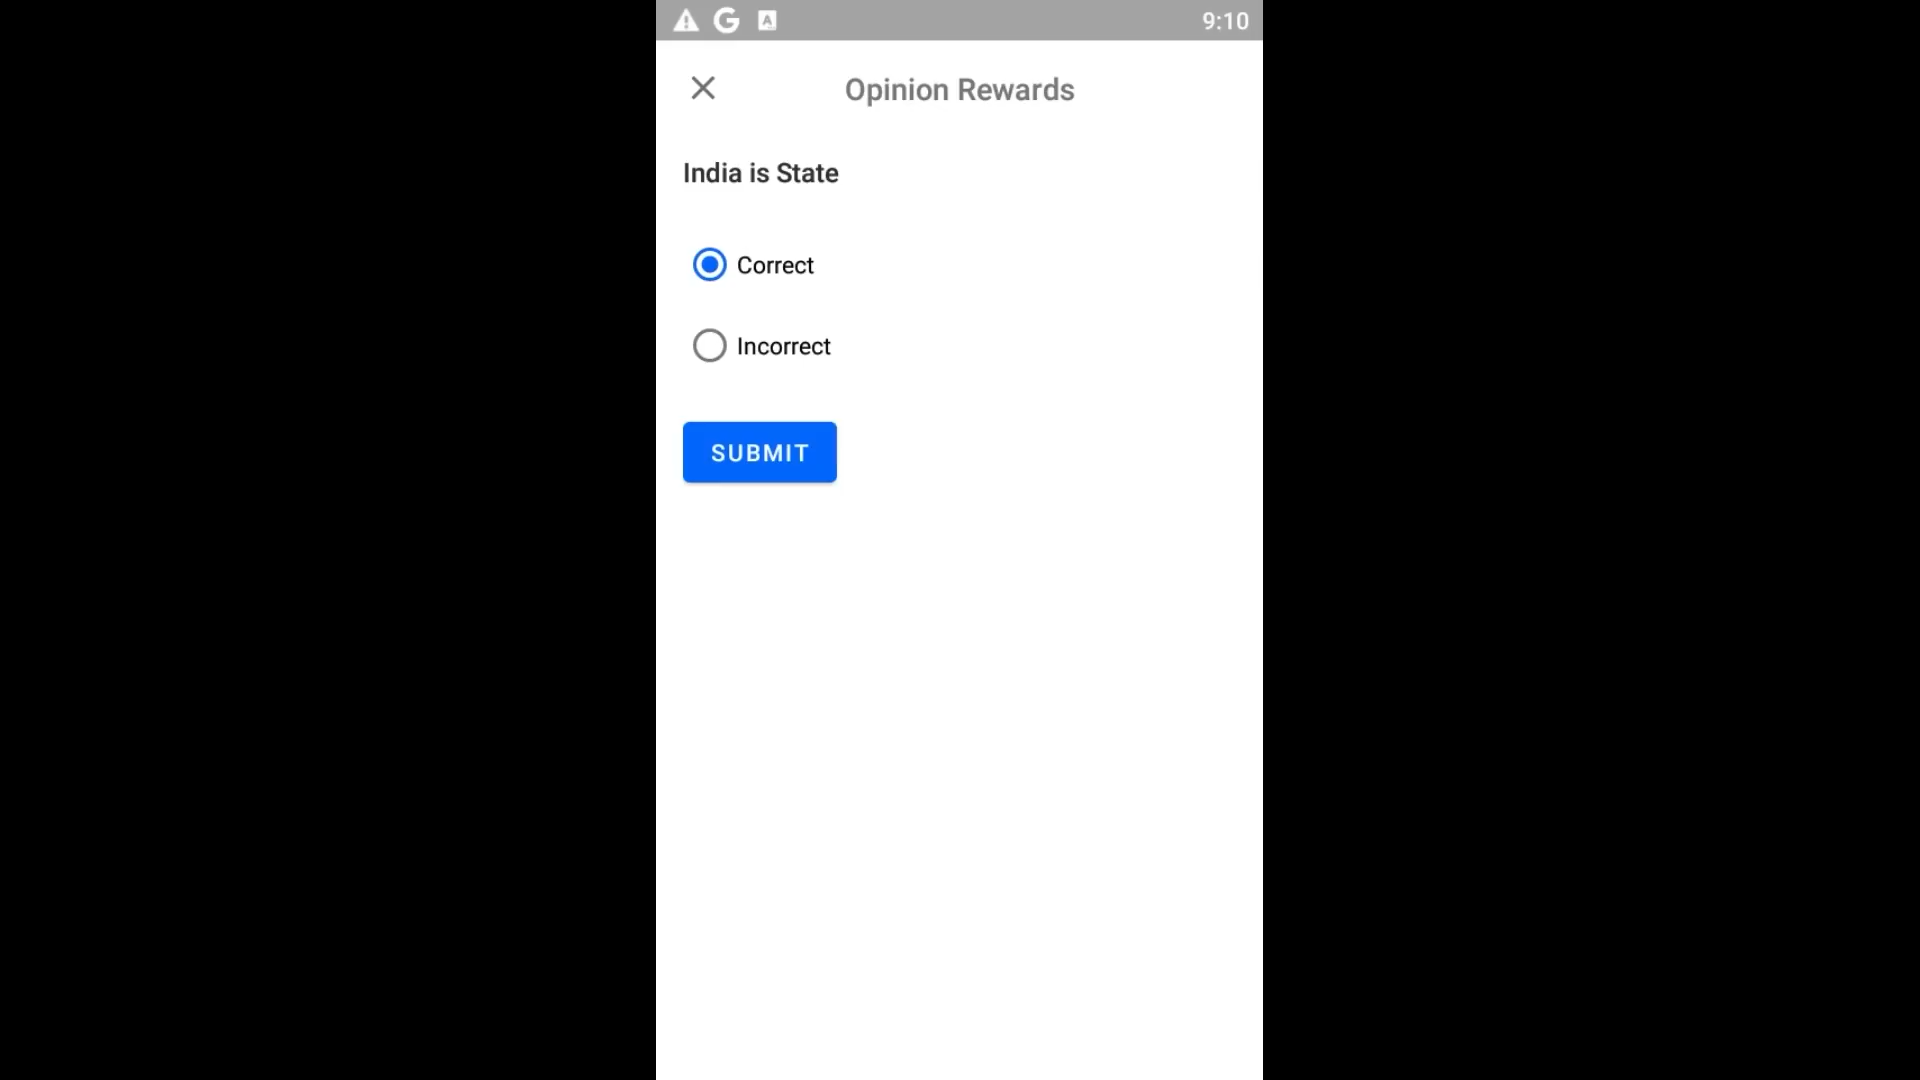 9:10
Opinion Rewards
India is State
Correct
Incorrect
SUBMIT